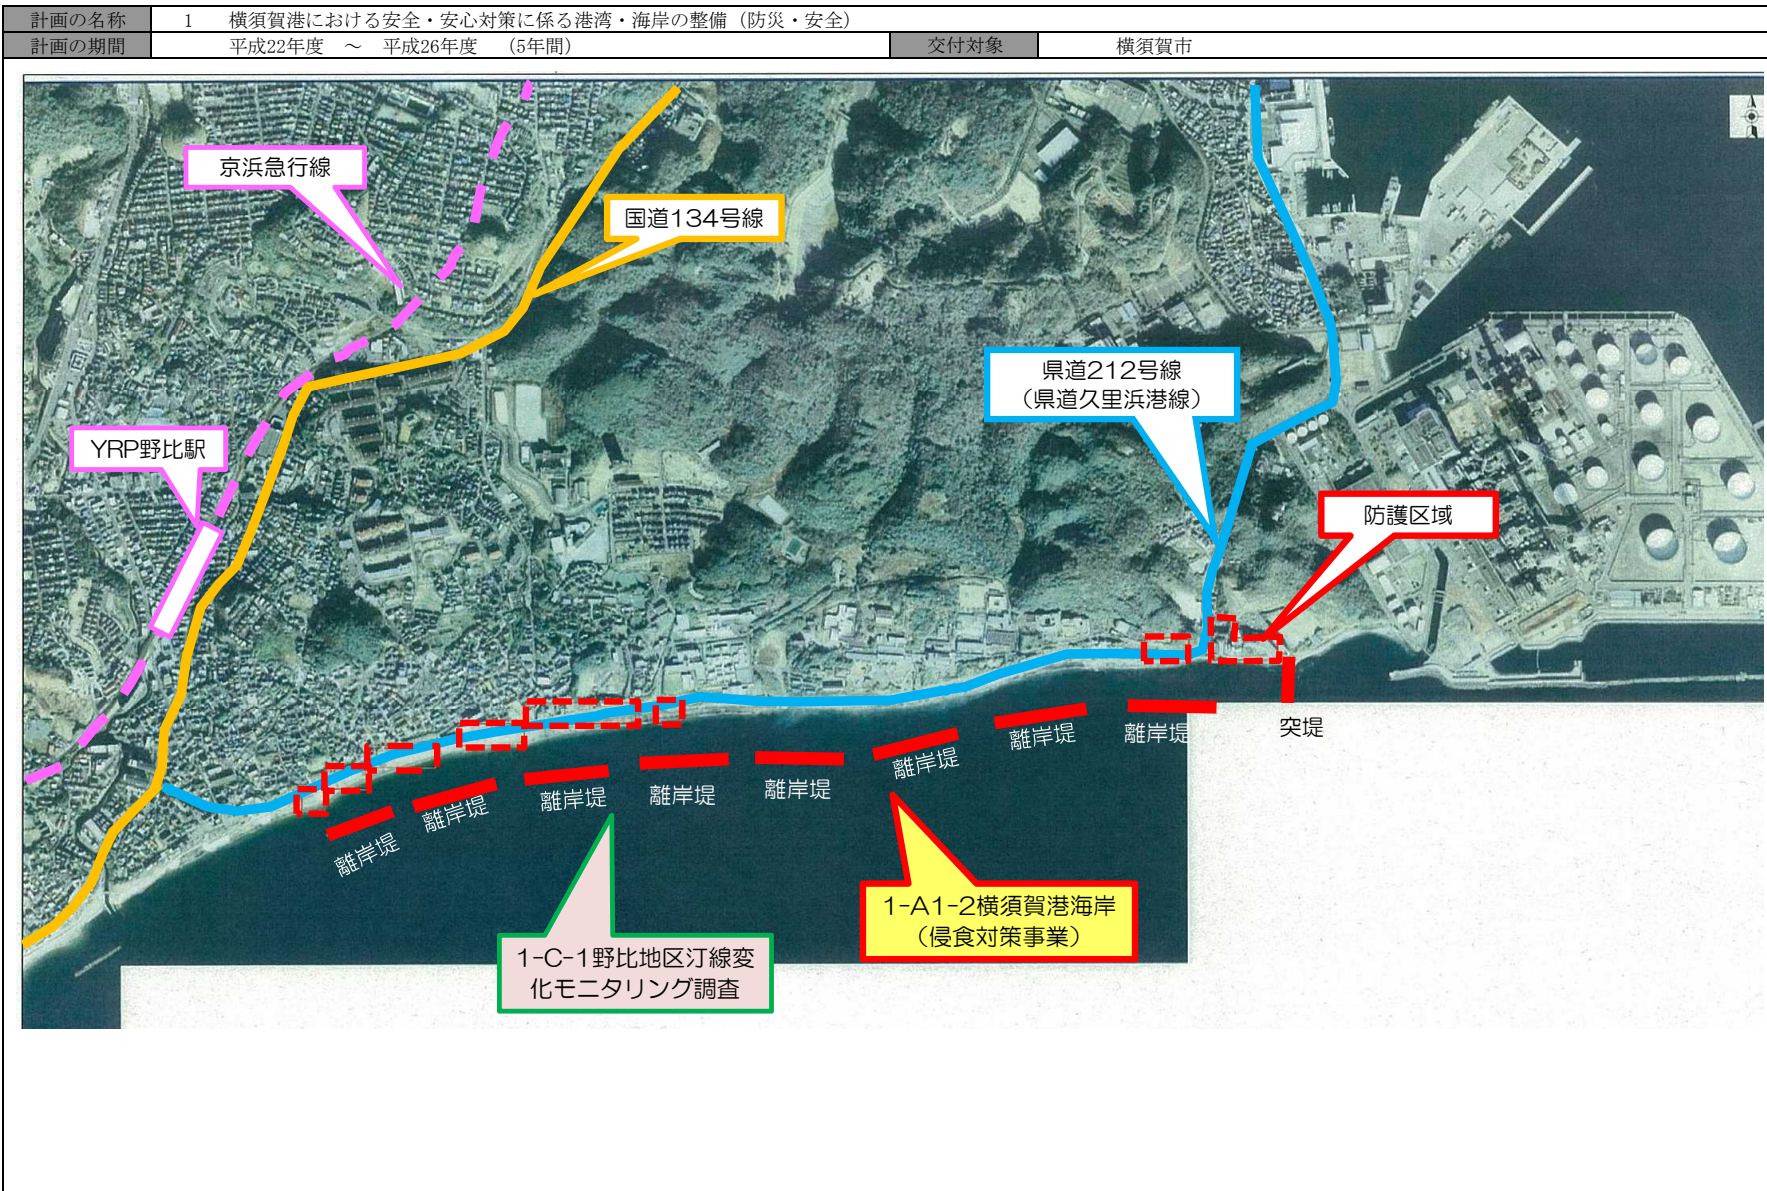 計画の名称 1 横須賀港における安全・安心対策に係る港湾・海岸の整備（防災・安全）
計画の期間 平成22年度 ～ 平成26年度 （5年間） 交付対象 横須賀市
京浜急行線
国道134号線
県道212号線
（県道久里浜港線）
YRP野比駅
防護区域
突堤
離岸堤
離岸堤
離岸堤
離岸堤
離岸堤
離岸堤
離岸堤
離岸堤
1-A1-2横須賀港海岸
（侵食対策事業）
1-C-1野比地区汀線変
化モニタリング調査